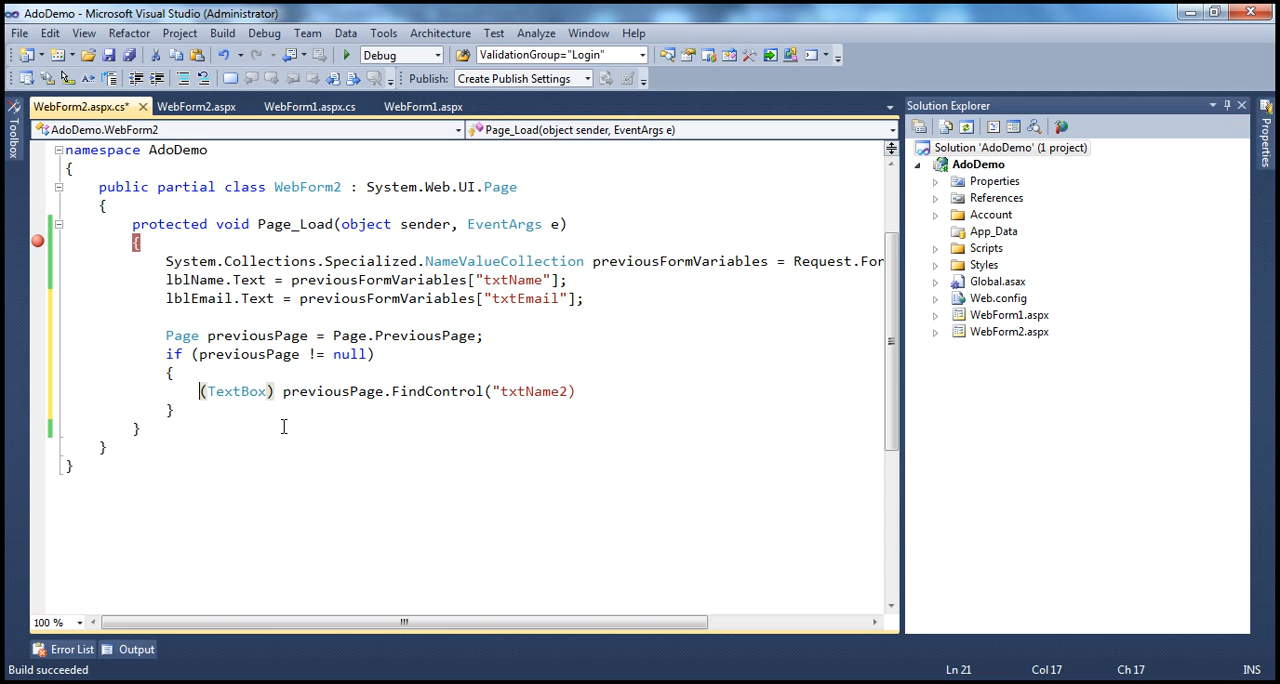 AdoDemo - Microsoft Visual Studio (Administrator)
File Edit View Refactor Project Build Debug Team Data Tools Architecture Test Analyze Window Help
Debug ValidationGroup="Login"
Publish: Create Publish Settings
WebForm2.aspx.cs* WebForm2.aspx WebForm1.aspx.cs WebForm1.aspx
AdoDemo.WebForm2 Page_Load(object sender, EventArgs e)
Toolbox
namespace AdoDemo
{
public partial class WebForm2 : System.Web.UI.Page
{
protected void Page_Load(object sender, EventArgs e)
{
System.Collections.Specialized.NameValueCollection previousFormVariables = Request.For
lblName.Text = previousFormVariables["txtName"];
lblEmail.Text = previousFormVariables["txtEmail"];
Page previousPage = Page.PreviousPage;
if (previousPage != null)
{
(TextBox) previousPage.FindControl("txtName2)
}
}
}
}
100 %
Solution Explorer
Solution 'AdoDemo' (1 project)
AdoDemo
Properties
References
Account
App_Data
Scripts
Styles
Global.asax
Web.config
WebForm1.aspx
WebForm2.aspx
Properties
Error List Output
Build succeeded Ln 21 Col 17 Ch 17 INS